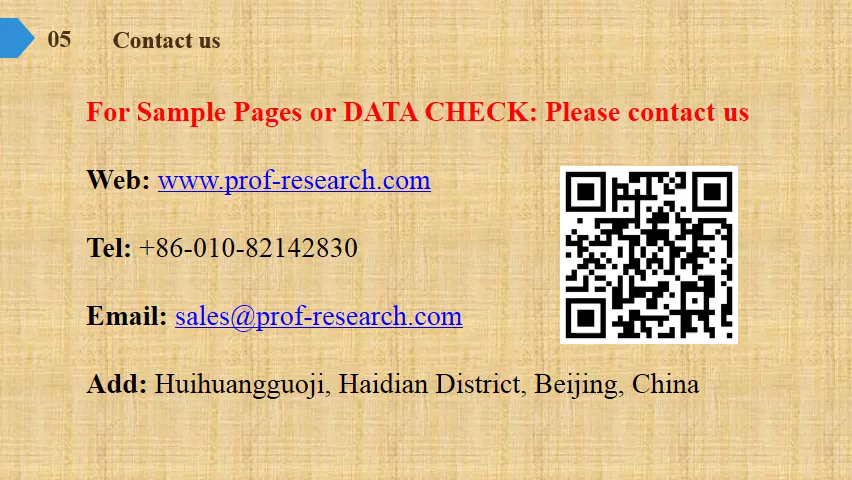 05 Contact us
For Sample Pages or DATA CHECK: Please contact us
Web: www.prof-research.com
Tel: +86-010-82142830
Email: sales@prof-research.com
Add: Huihuangguoji, Haidian District, Beijing, China